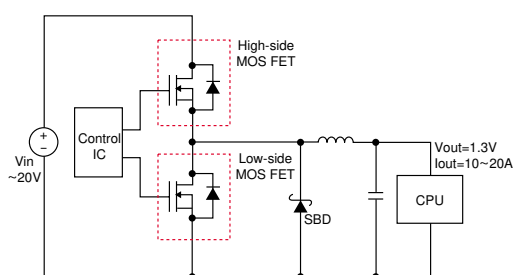 High-side
MOS FET
Control
IC
+
−
Vin
~20V
Low-side
MOS FET
SBD
Vout=1.3V
Iout=10~20A
CPU